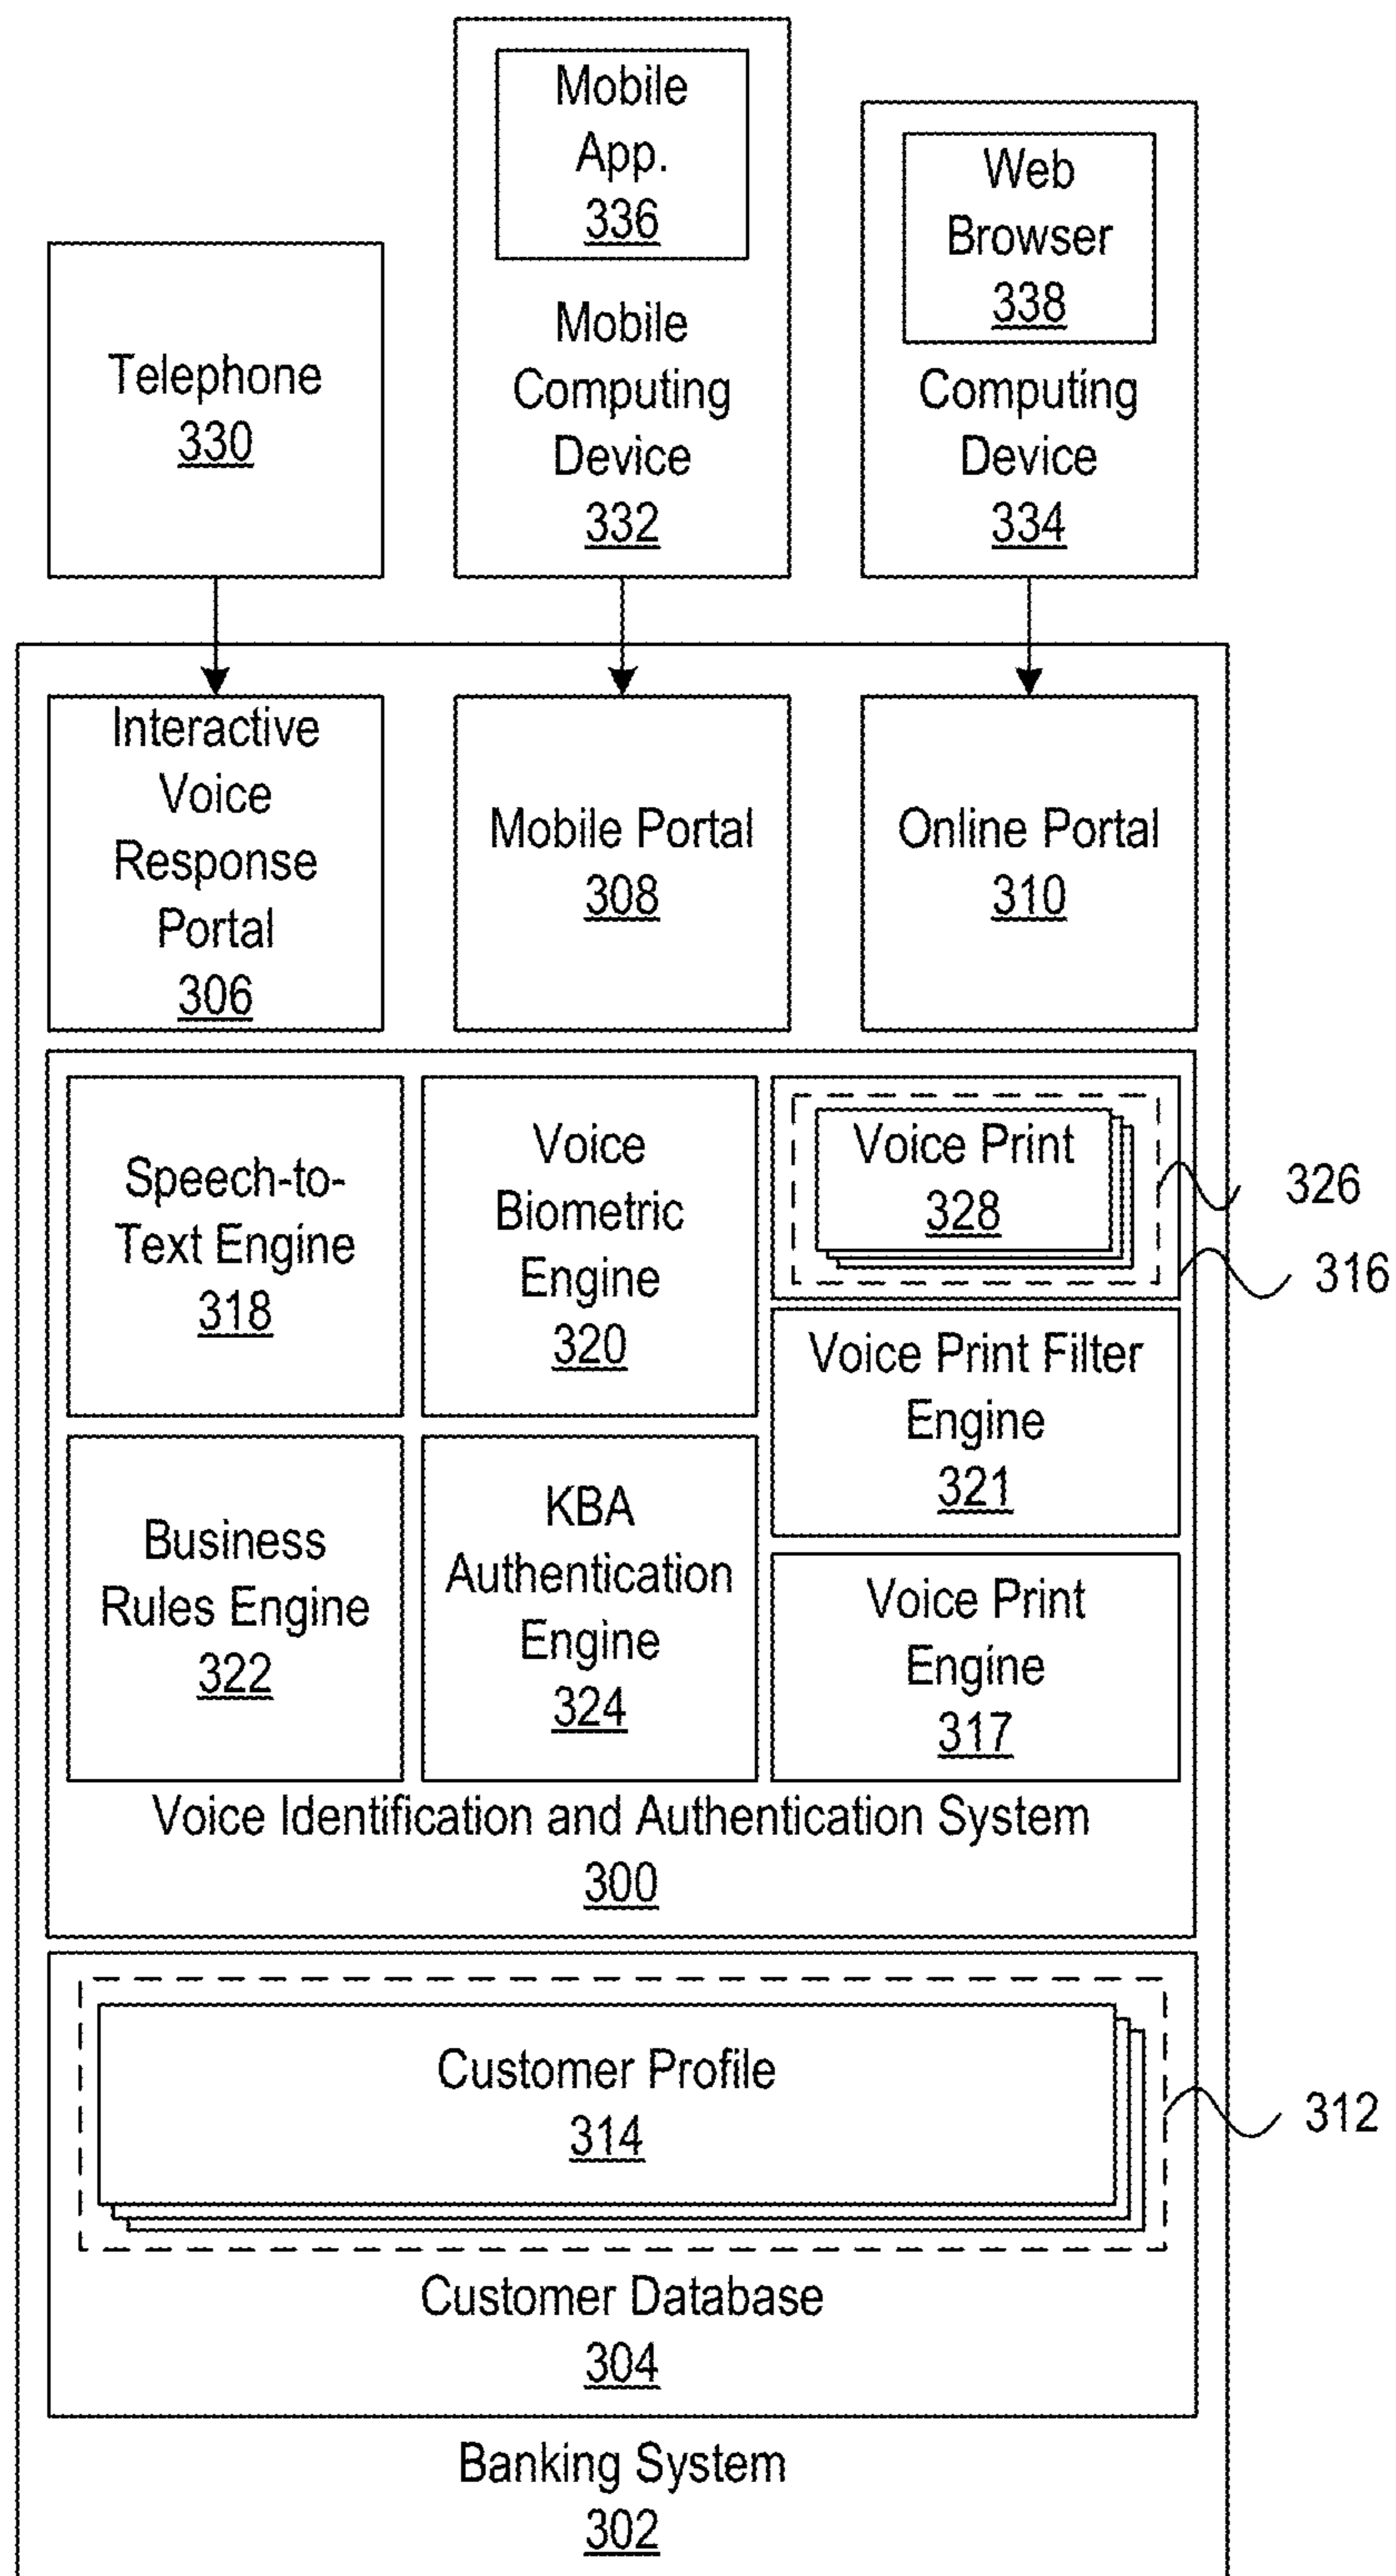 Mobile
App.
336
Mobile
Computing
Device
332
Web
Browser
338
Computing
Device
334
Telephone
330
Interactive
Voice
Response
Portal
306
Mobile Portal
308
Online Portal
310
Speech-to-
Text Engine
318
Voice
Biometric
Engine
320
Voice Print
328
326
316
Voice Print Filter
Engine
321
Business
Rules Engine
322
KBA
Authentication
Engine
324
Voice Print
Engine
317
Voice Identification and Authentication System
300
Customer Profile
314
312
Customer Database
304
Banking System
302